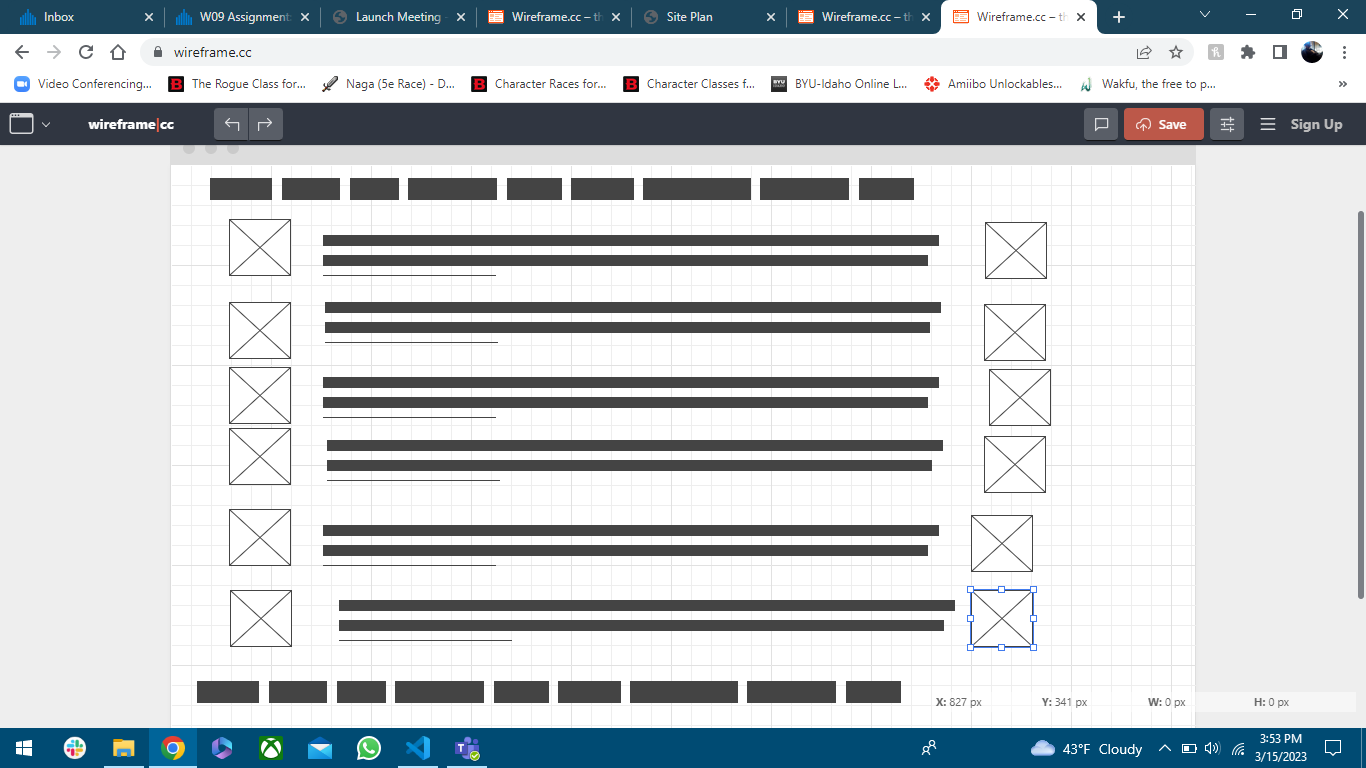 Inbox
W09 Assignment:
Launch Meeting -
Wireframe.cc – th
Site Plan
Wireframe.cc – th
Wireframe.cc – th
wireframe.cc
Video Conferencing...
The Rogue Class for...
Naga (5e Race) - D...
Character Races for...
Character Classes f...
BYU-Idaho Online L...
Amiibo Unlockables...
Wakfu, the free to p...
»
wireframe|cc
Save
Sign Up
X: 827 px
Y: 341 px
W: 0 px
H: 0 px
43°F Cloudy
3:53 PM
3/15/2023